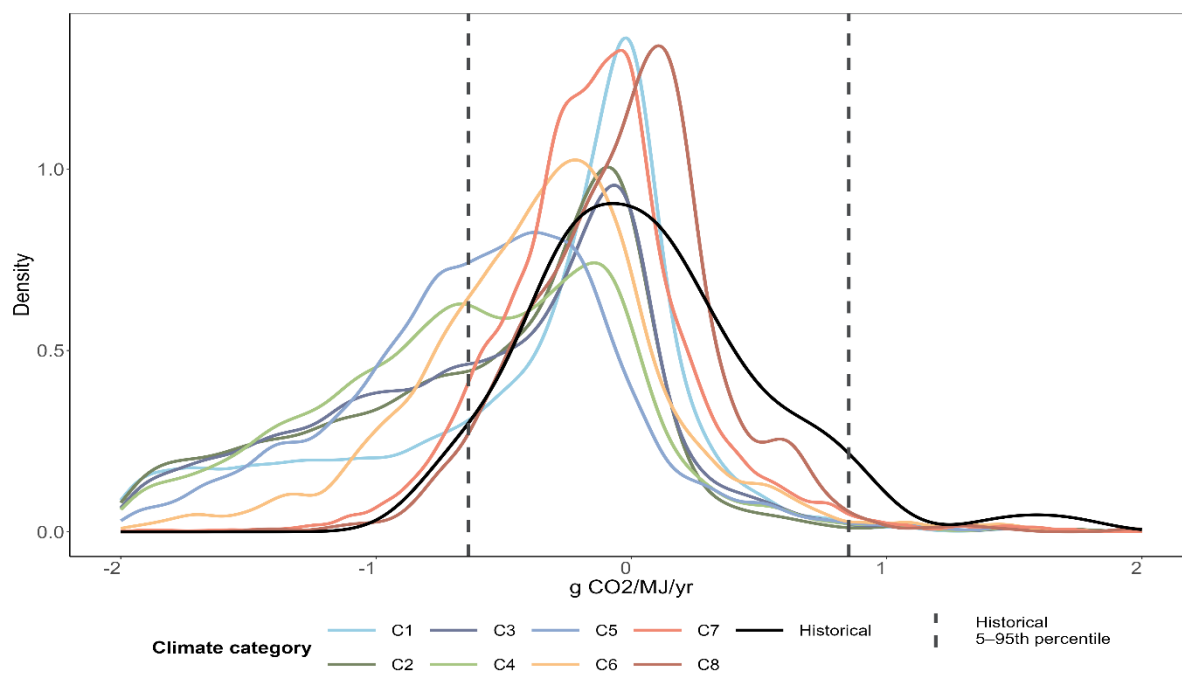 Density
1.0
0.5
0.0
-2
-1
0
1
2
g CO2/MJ/yr
Climate category
C1 C3 C5 C7 Historical
C2 C4 C6 C8
Historical
5–95th percentile